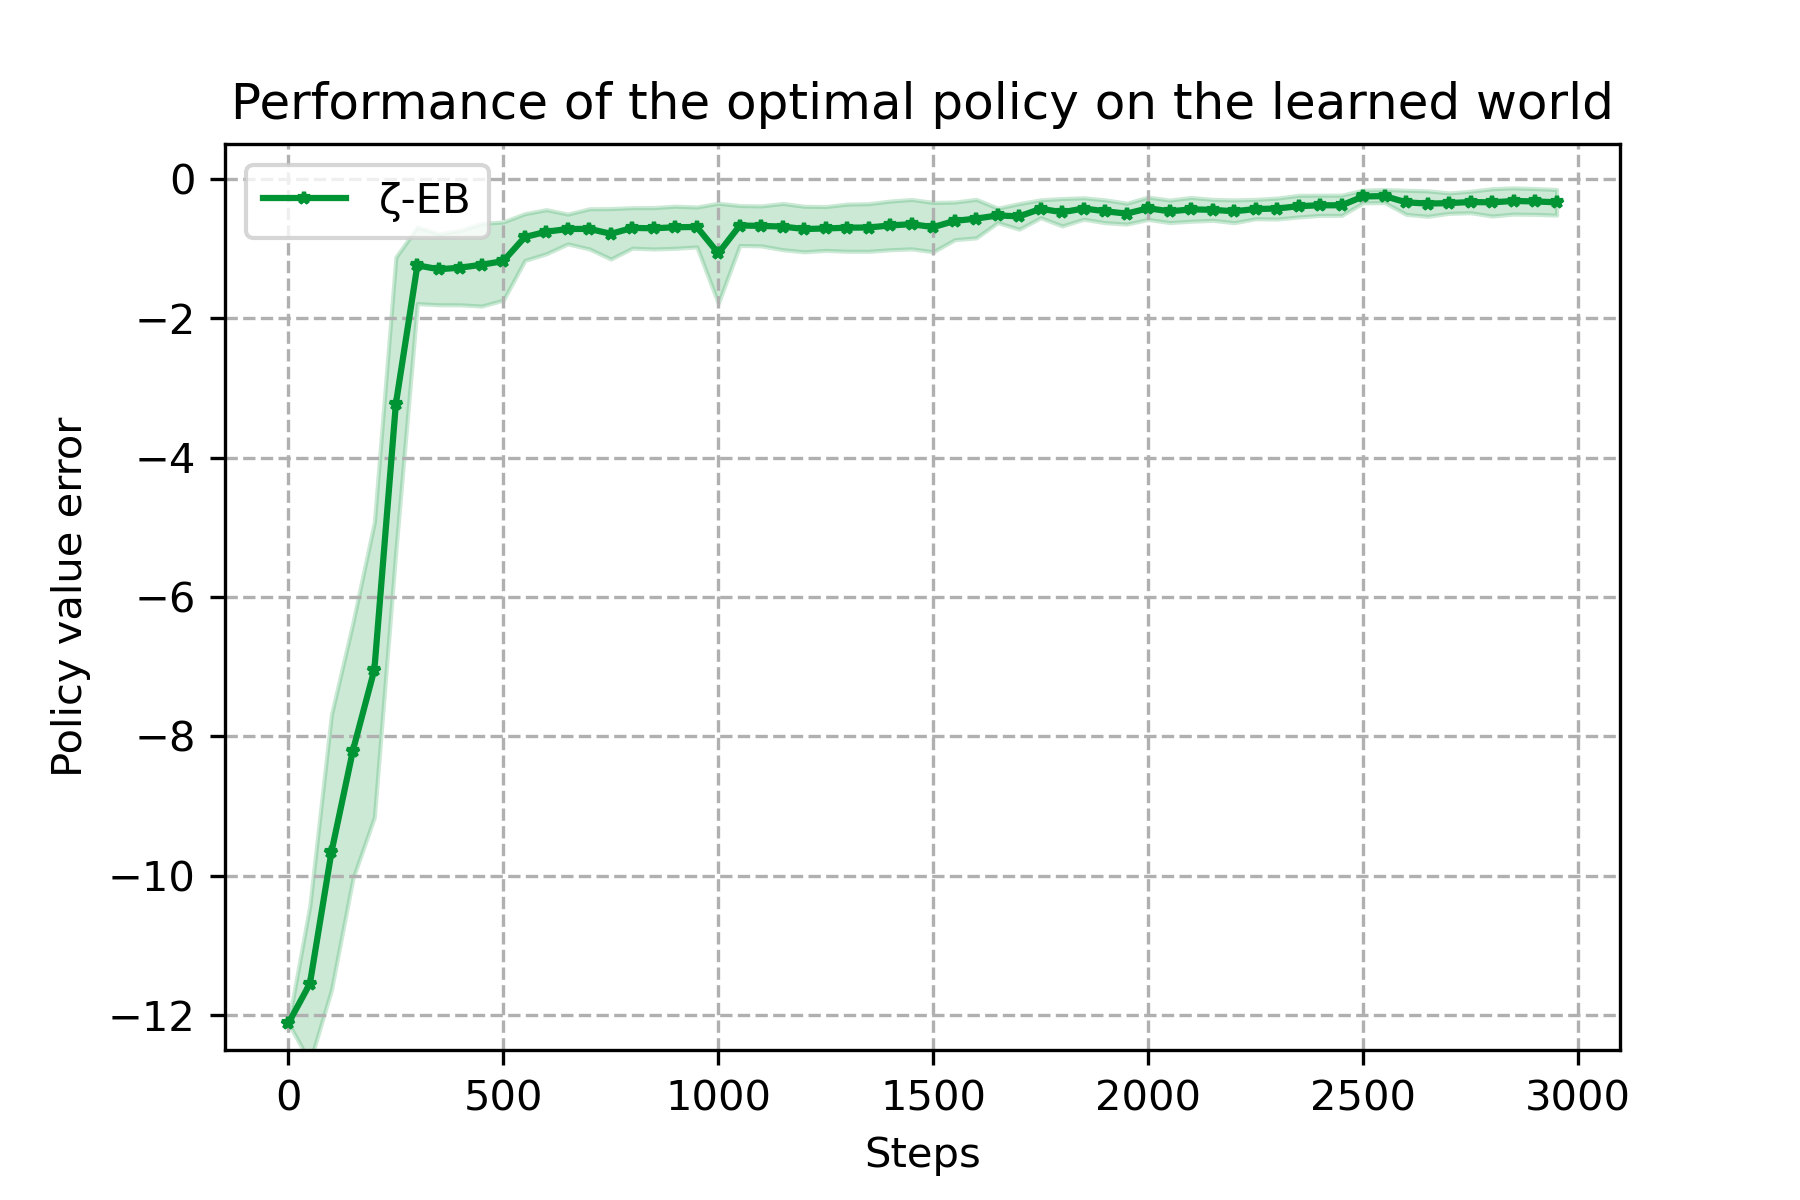 Performance of the optimal policy on the learned world
ζ-EB
Policy value error
0
−2
−4
−6
−8
−10
−12
0 500 1000 1500 2000 2500 3000
Steps